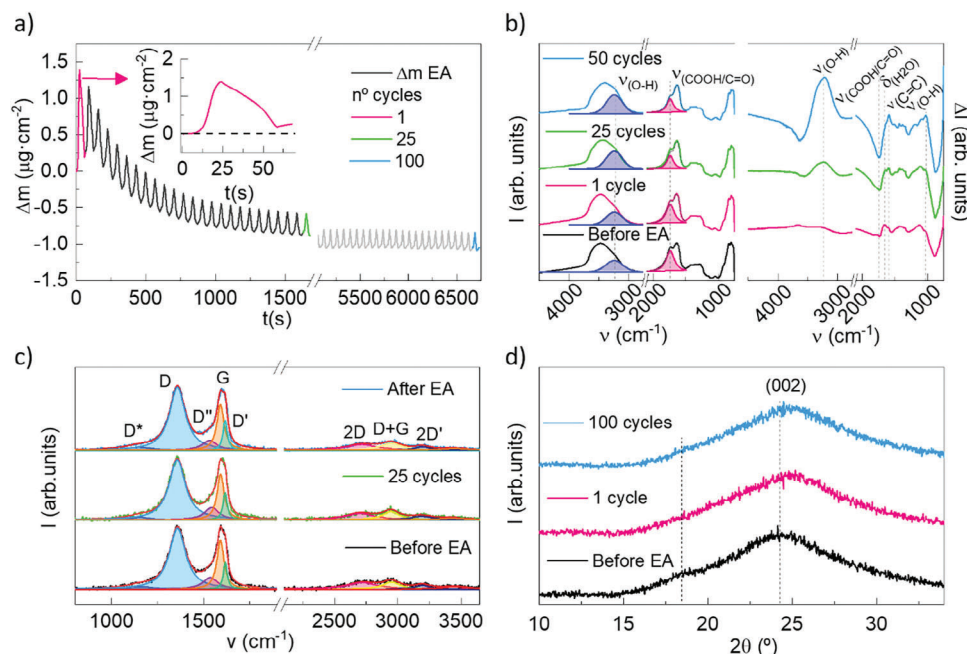 a)
Δm (μg·cm⁻²)
1.5
1.0
0.5
0.0
-0.5
-1.0
-1.5
0 500 1000 1500 5500 6000 6500
t(s)
Δm (μg·cm⁻²)
2
1
0
0 25 50
t(s)
Δm EA
nº cycles
1
25
100
b)
I (arb. units)
50 cycles
25 cycles
1 cycle
Before EA
ν(O-H)
ν(COOH/C=O)
4000 3000 2000 1000
ν (cm⁻¹)
ν(O-H)
ν(COOH/C=O)
δ(H2O)
ν(C=C)
ν(O-H)
4000 3000 2000 1000
ν (cm⁻¹)
ΔI (arb. units)
c)
I (arb.units)
D*
D
D''
G
D'
2D
D+G
2D'
After EA
25 cycles
Before EA
1000 1500 2500 3000 3500
ν (cm⁻¹)
d)
I (arb.units)
(002)
100 cycles
1 cycle
Before EA
10 15 20 25 30
2θ (º)